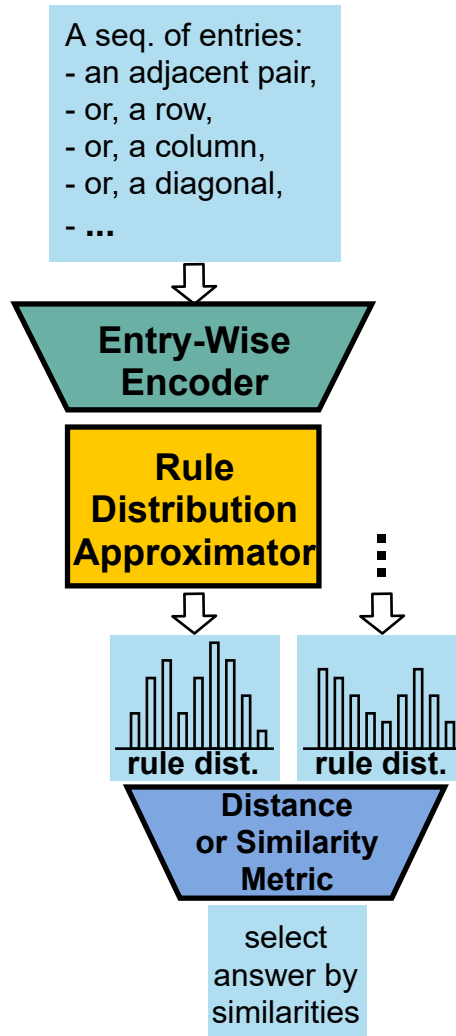 A seq. of entries:
- an adjacent pair,
- or, a row,
- or, a column,
- or, a diagonal,
- ...
Entry-Wise
Encoder
Rule
Distribution
Approximator
rule dist.
rule dist.
Distance
or Similarity
Metric
select
answer by
similarities